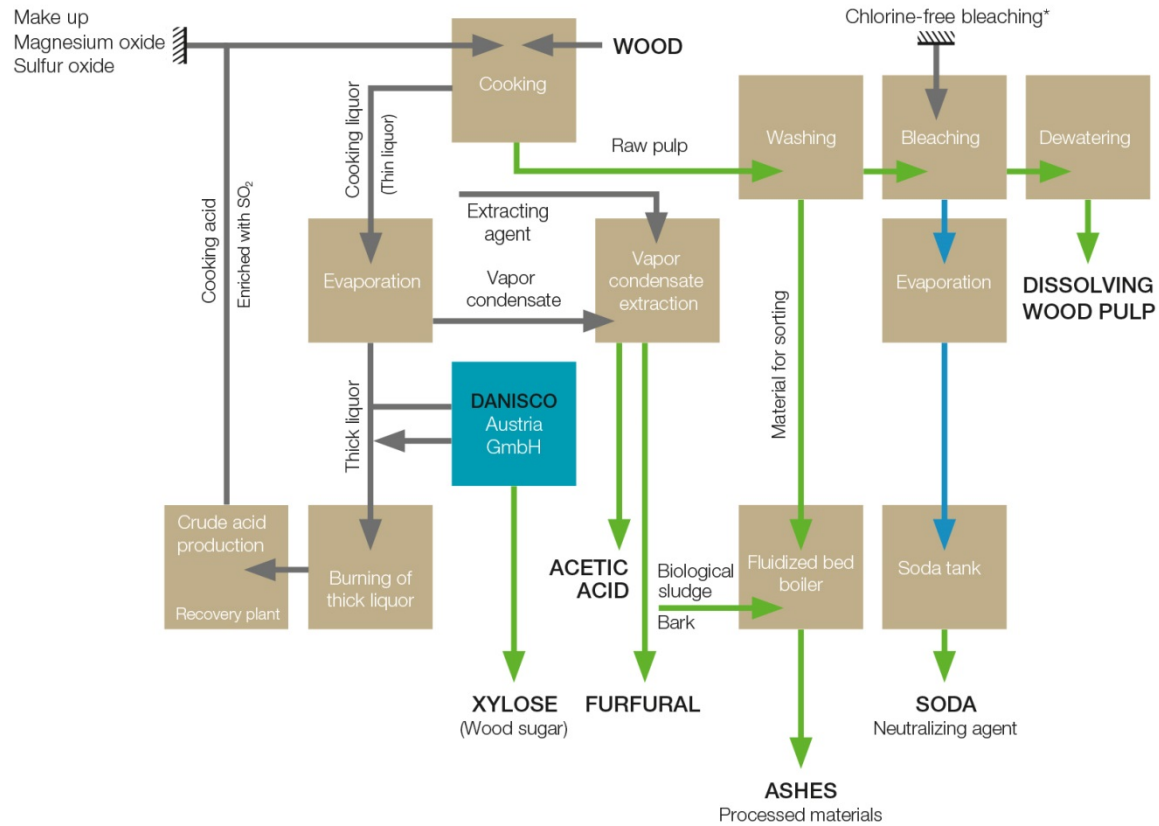 Make up
Magnesium oxide
Sulfur oxide
WOOD
Chlorine-free bleaching*
Cooking
Cooking liquor
(Thin liquor)
Raw pulp
Washing
Bleaching
Dewatering
Cooking acid
Enriched with SO₂
Extracting
agent
Evaporation
Vapor
condensate
Vapor
condensate
extraction
Evaporation
DISSOLVING
WOOD PULP
Material for sorting
Thick liquor
DANISCO
Austria
GmbH
Crude acid
production
Recovery plant
Burning of
thick liquor
ACETIC
ACID
Biological
sludge
Bark
Fluidized bed
boiler
Soda tank
XYLOSE
(Wood sugar)
FURFURAL
SODA
Neutralizing agent
ASHES
Processed materials